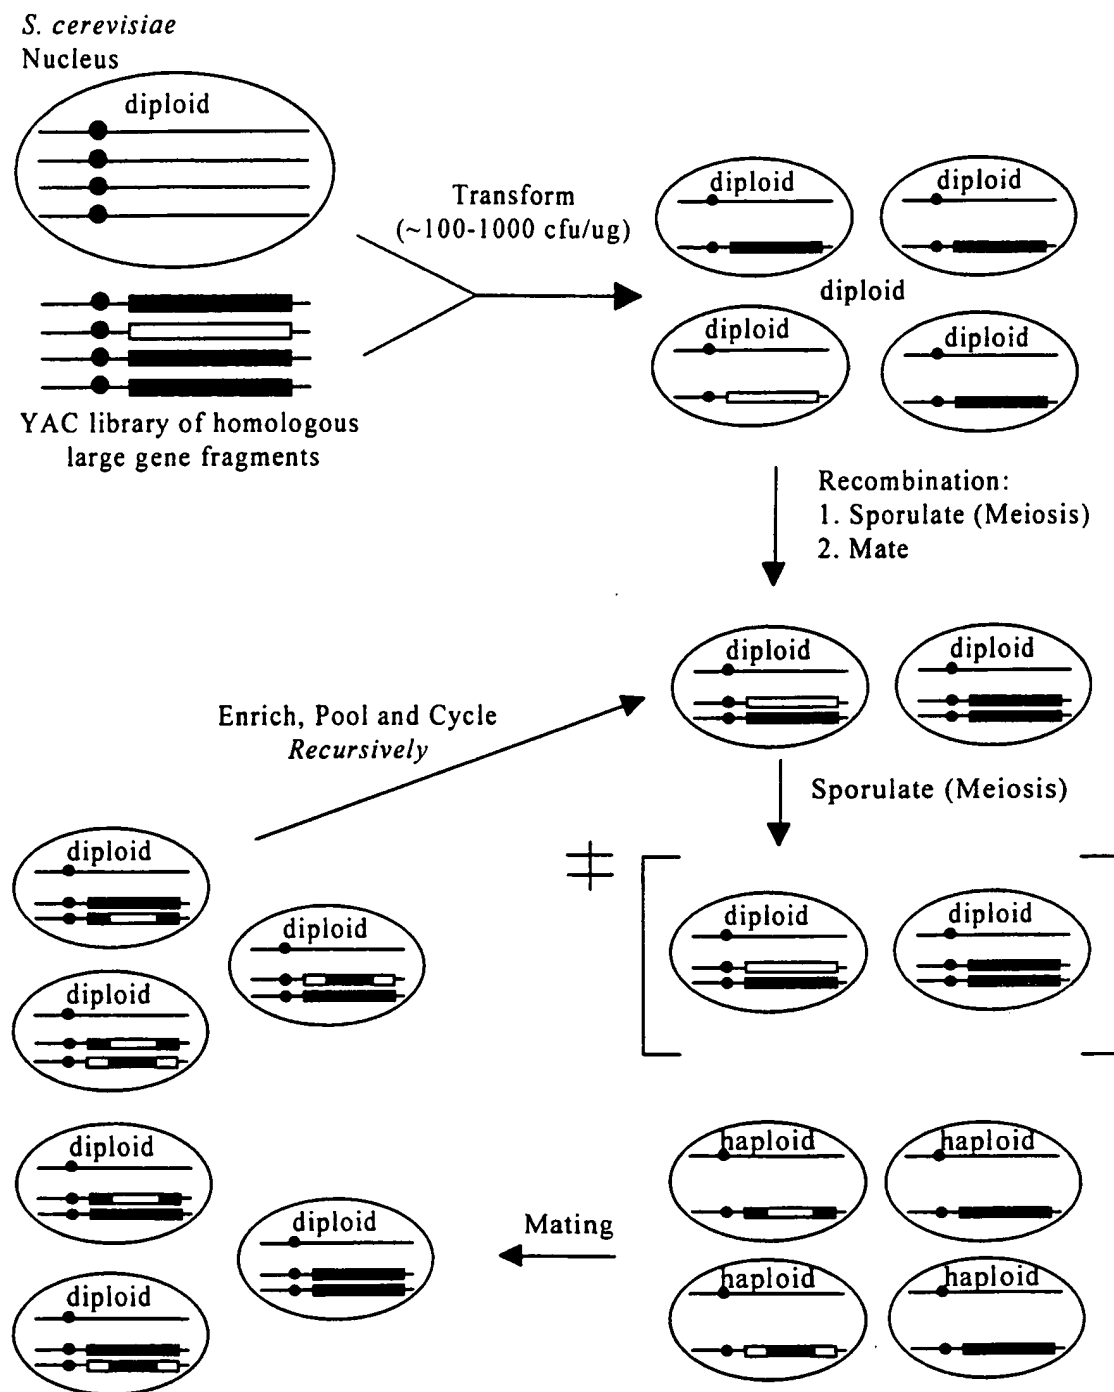 S. cerevisiae
Nucleus
diploid
Transform
(~100-1000 cfu/ug)
YAC library of homologous
large gene fragments
diploid
diploid
diploid
diploid
diploid
Recombination:
1. Sporulate (Meiosis)
2. Mate
diploid
diploid
Enrich, Pool and Cycle
Recursively
Sporulate (Meiosis)
diploid
diploid
diploid
diploid
diploid
diploid
diploid
diploid
diploid
Mating
haploid
haploid
haploid
haploid